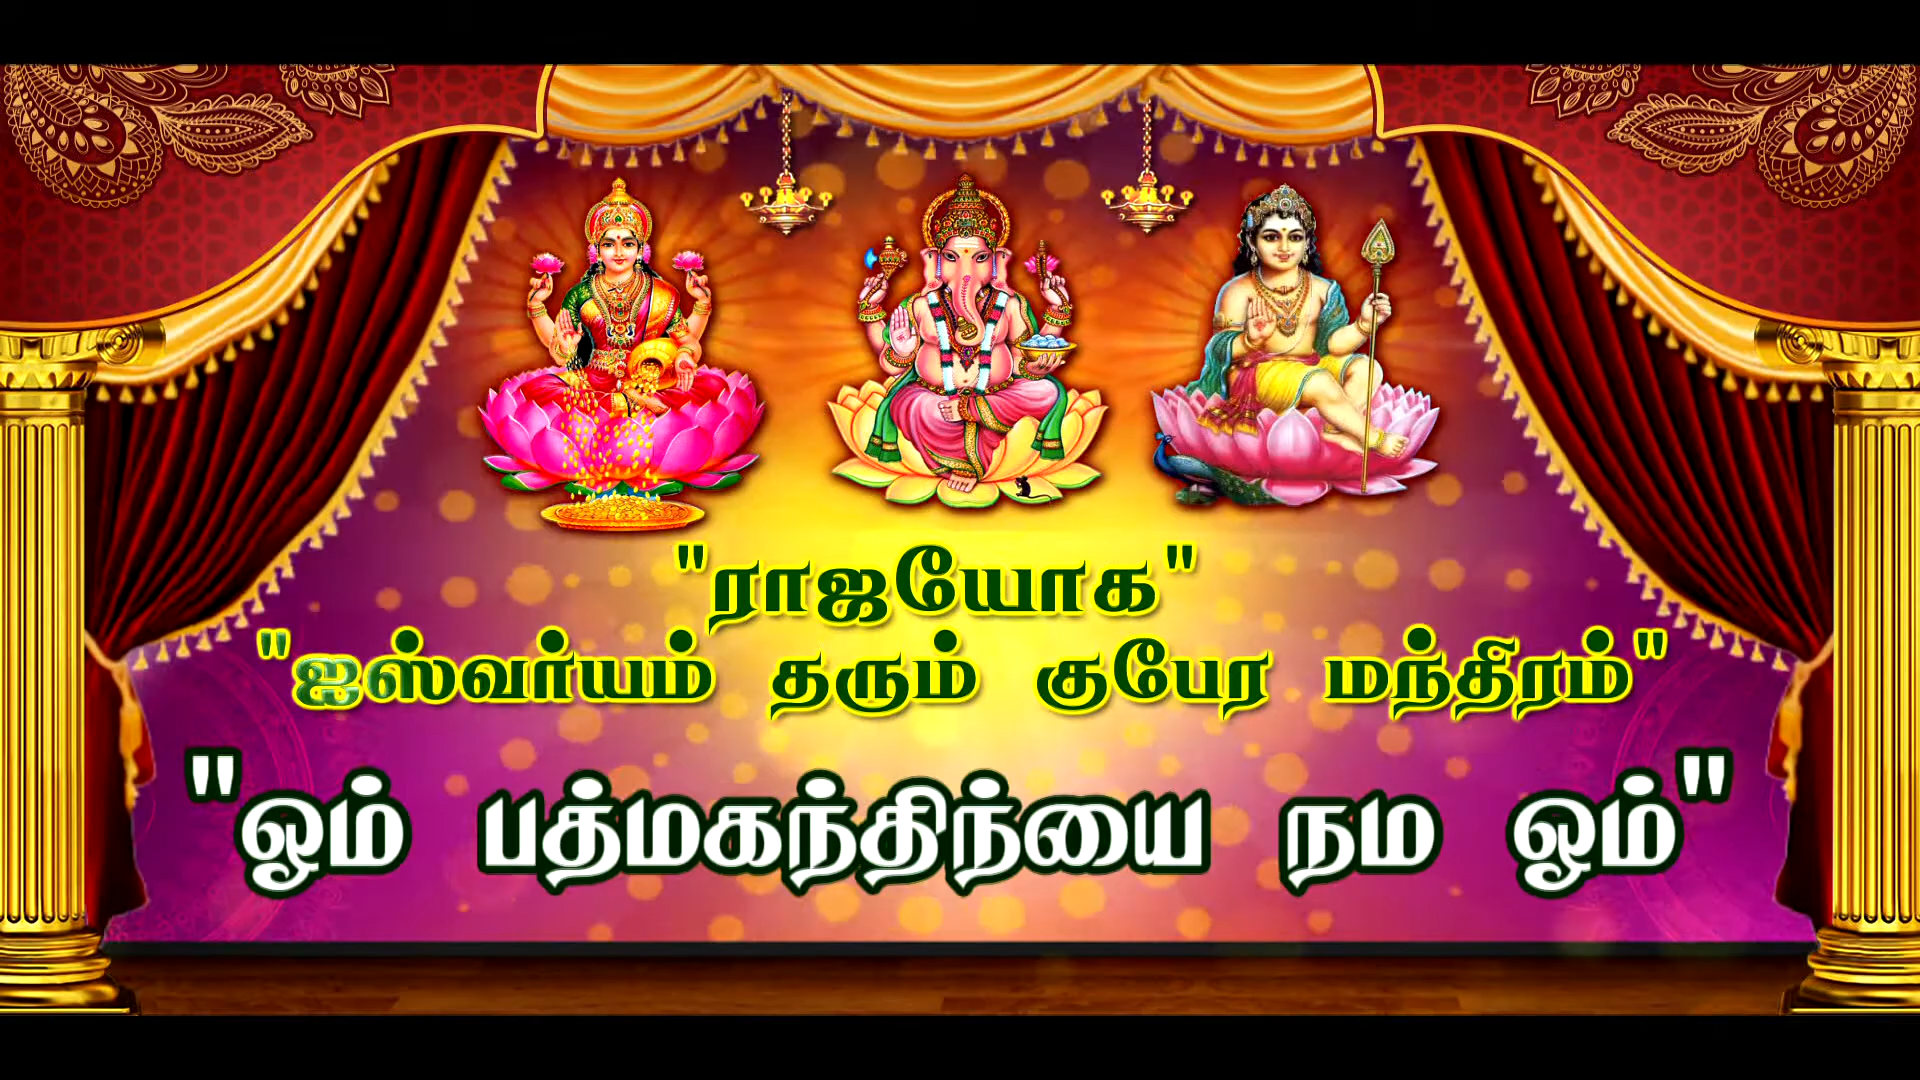 "ராஜயோக"
"ஐஸ்வர்யம் தரும் குபேர மந்திரம்"
"ஓம் பத்மகந்திந்யை நம ஓம்"